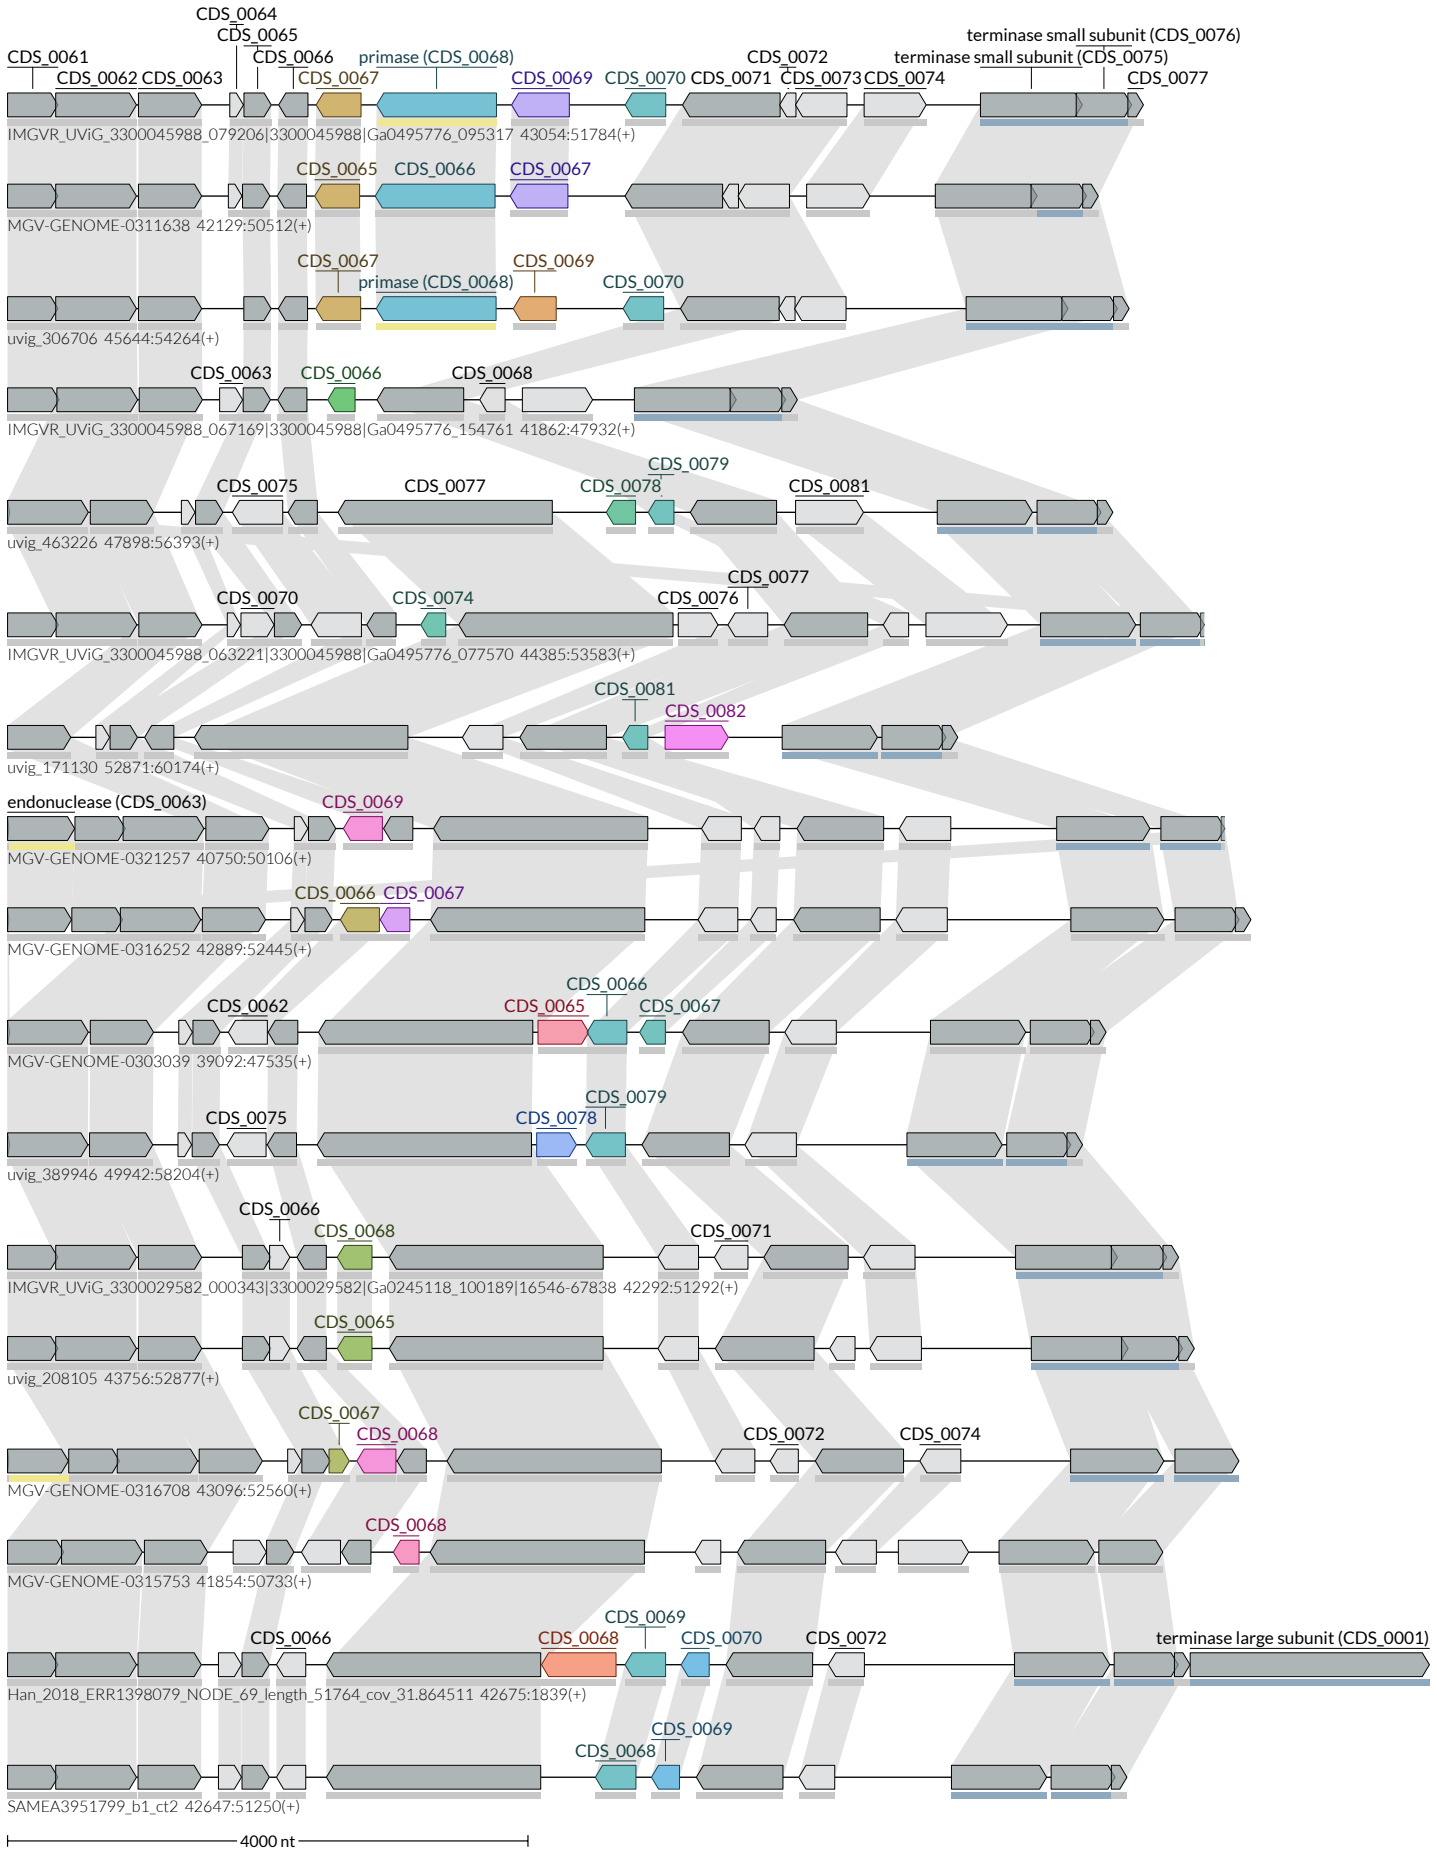 CDS_0064
terminase small subunit (CDS_0076)
CDS_0065
CDS_0061 CDS_0066 primase (CDS_0068) CDS_0072 terminase small subunit (CDS_0075)
CDS_0062 CDS_0063 CDS_0067 CDS_0069 CDS_0070 CDS_0071 CDS_0073 CDS_0074 CDS_0077
IMGVR_UViG_3300045988_079206|3300045988|Ga0495776_095317 43054:51784(+)
CDS_0065 CDS_0066 CDS_0067
MGV-GENOME-0311638 42129:50512(+)
CDS_0067 CDS_0069
primase (CDS_0068) CDS_0070
uvig_306706 45644:54264(+)
CDS_0063 CDS_0066 CDS_0068
IMGVR_UViG_3300045988_067169|3300045988|Ga0495776_154761 41862:47932(+)
CDS_0079
CDS_0075 CDS_0077 CDS_0078 CDS_0081
uvig_463226 47898:56393(+)
CDS_0077
CDS_0070 CDS_0074 CDS_0076
IMGVR_UViG_3300045988_063221|3300045988|Ga0495776_077570 44385:53583(+)
CDS_0081
CDS_0082
uvig_171130 52871:60174(+)
endonuclease (CDS_0063) CDS_0069
MGV-GENOME-0321257 40750:50106(+)
CDS_0066 CDS_0067
MGV-GENOME-0316252 42889:52445(+)
CDS_0066
CDS_0062 CDS_0065 CDS_0067
MGV-GENOME-0303039 39092:47535(+)
CDS_0079
CDS_0075 CDS_0078
uvig_389946 49942:58204(+)
CDS_0066
CDS_0068 CDS_0071
IMGVR_UViG_3300029582_000343|3300029582|Ga0245118_100189|16546-67838 42292:51292(+)
CDS_0065
uvig_208105 43756:52877(+)
CDS_0067
CDS_0068 CDS_0072 CDS_0074
MGV-GENOME-0316708 43096:52560(+)
CDS_0068
MGV-GENOME-0315753 41854:50733(+)
CDS_0069
CDS_0066 CDS_0068 CDS_0070 CDS_0072 terminase large subunit (CDS_0001)
Han_2018_ERR1398079_NODE_69_length_51764_cov_31.864511 42675:1839(+)
CDS_0069
CDS_0068
SAMEA3951799_b1_ct2 42647:51250(+)
4000 nt